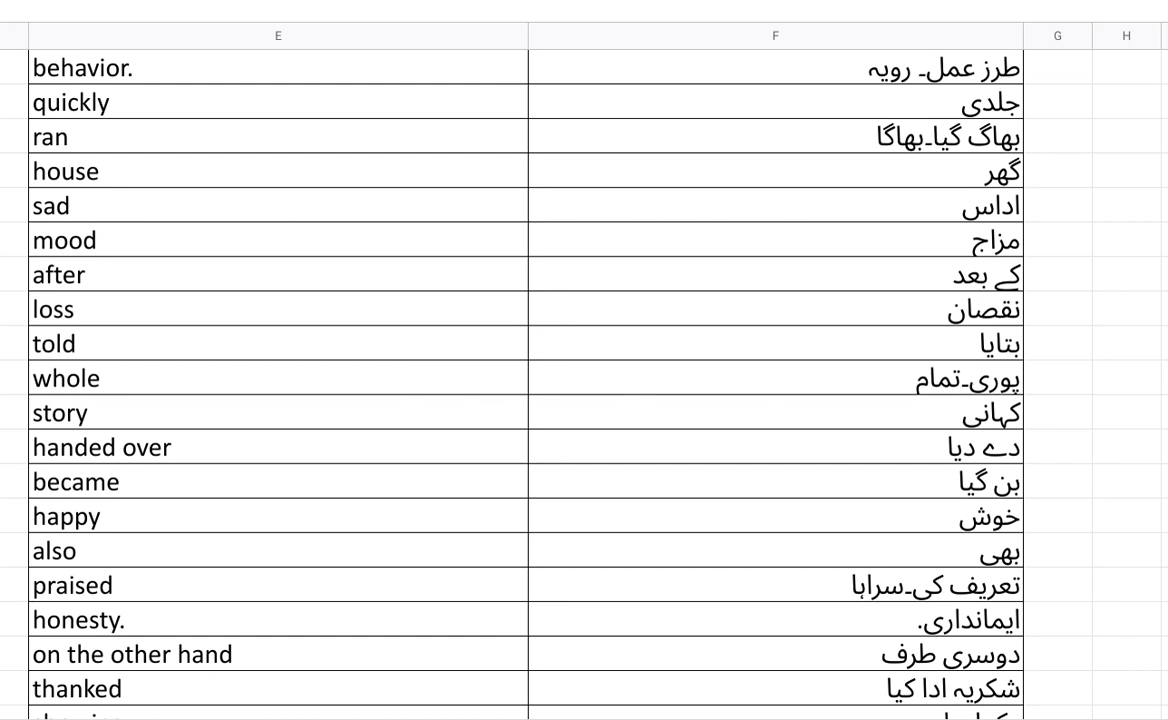 E F G H
behavior. طرز عمل۔ رویہ
quickly جلدی
ran بھاگ گیا۔بھاگا
house گھر
sad اداس
mood مزاج
after کے بعد
loss نقصان
told بتایا
whole پوری۔تمام
story کہانی
handed over دے دیا
became بن گیا
happy خوش
also بھی
praised تعریف کی۔سراہا
honesty. ایمانداری.
on the other hand دوسری طرف
thanked شکریہ ادا کیا